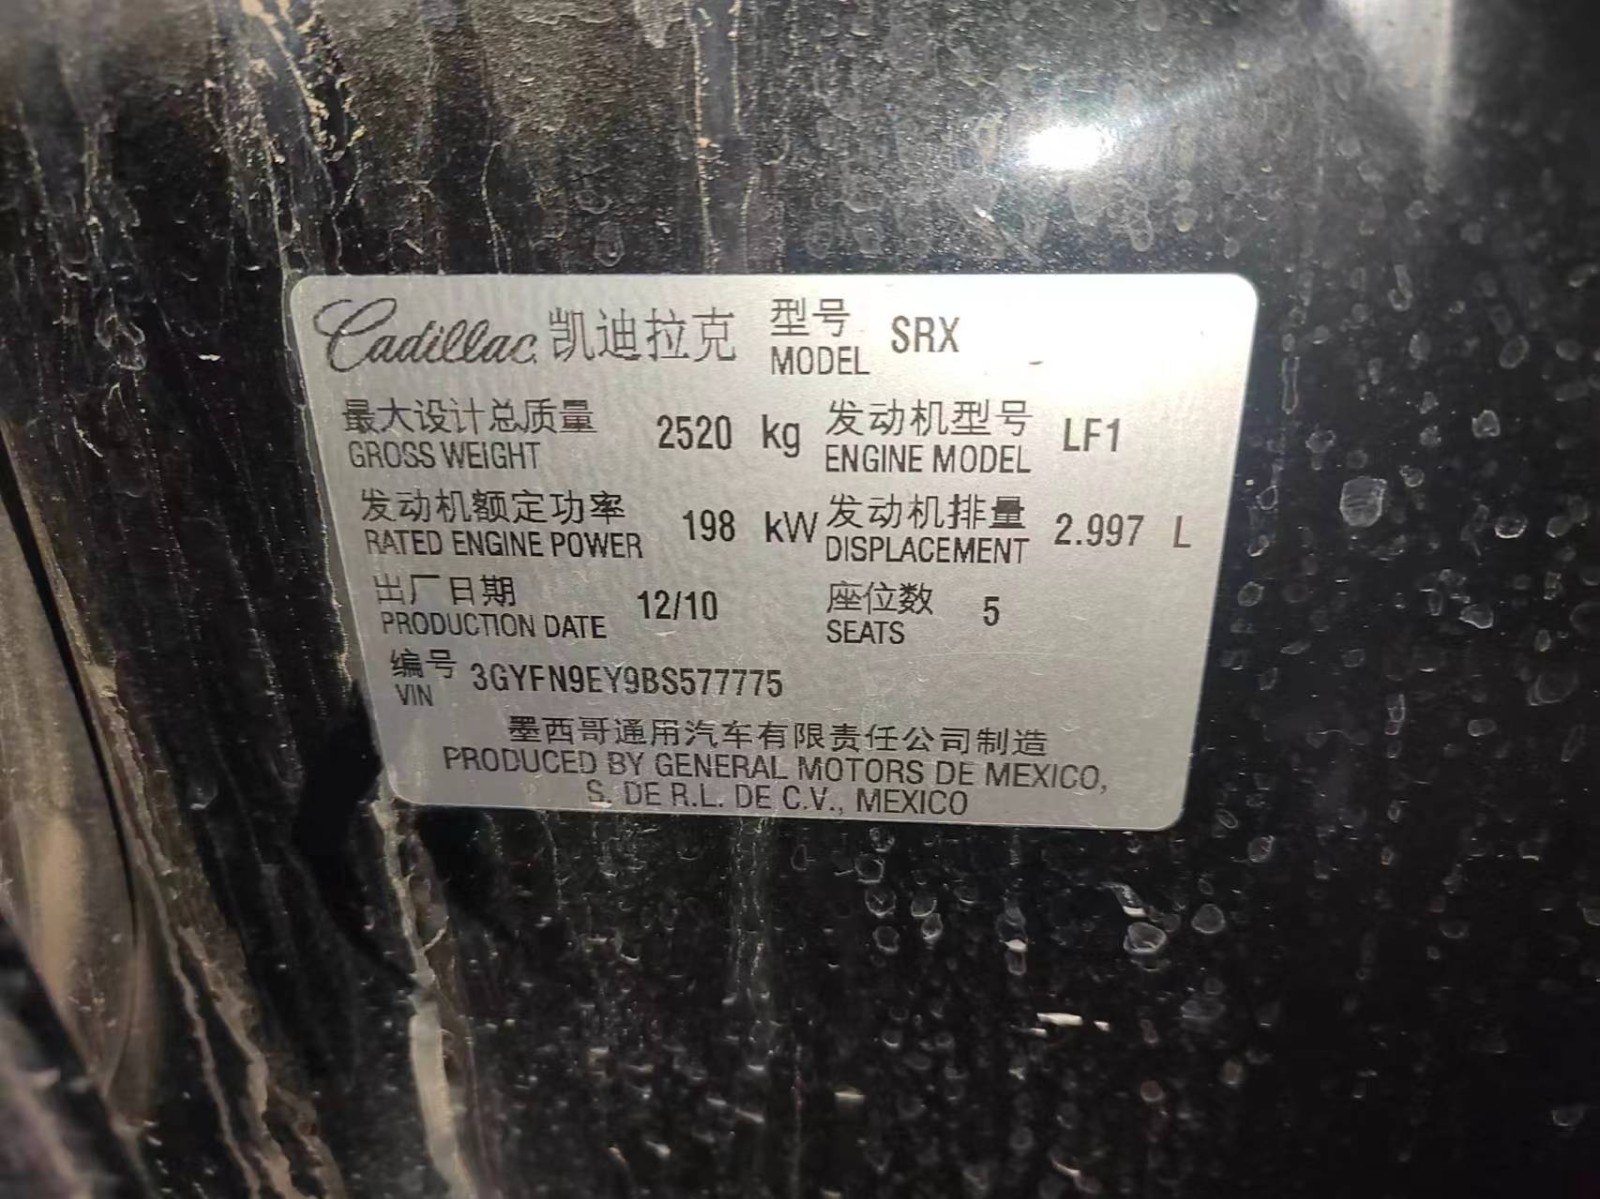 Cadillac 凯迪拉克 型号 MODEL SRX
最大设计总质量 2520 kg 发动机型号 LF1
GROSS WEIGHT ENGINE MODEL
发动机额定功率 198 kW 发动机排量 2.997 L
RATED ENGINE POWER DISPLACEMENT
出厂日期 12/10 座位数 5
PRODUCTION DATE SEATS
编号 3GYFN9EY9BS577775
VIN
墨西哥通用汽车有限责任公司制造
PRODUCED BY GENERAL MOTORS DE MEXICO,
S. DE R.L. DE C.V., MEXICO